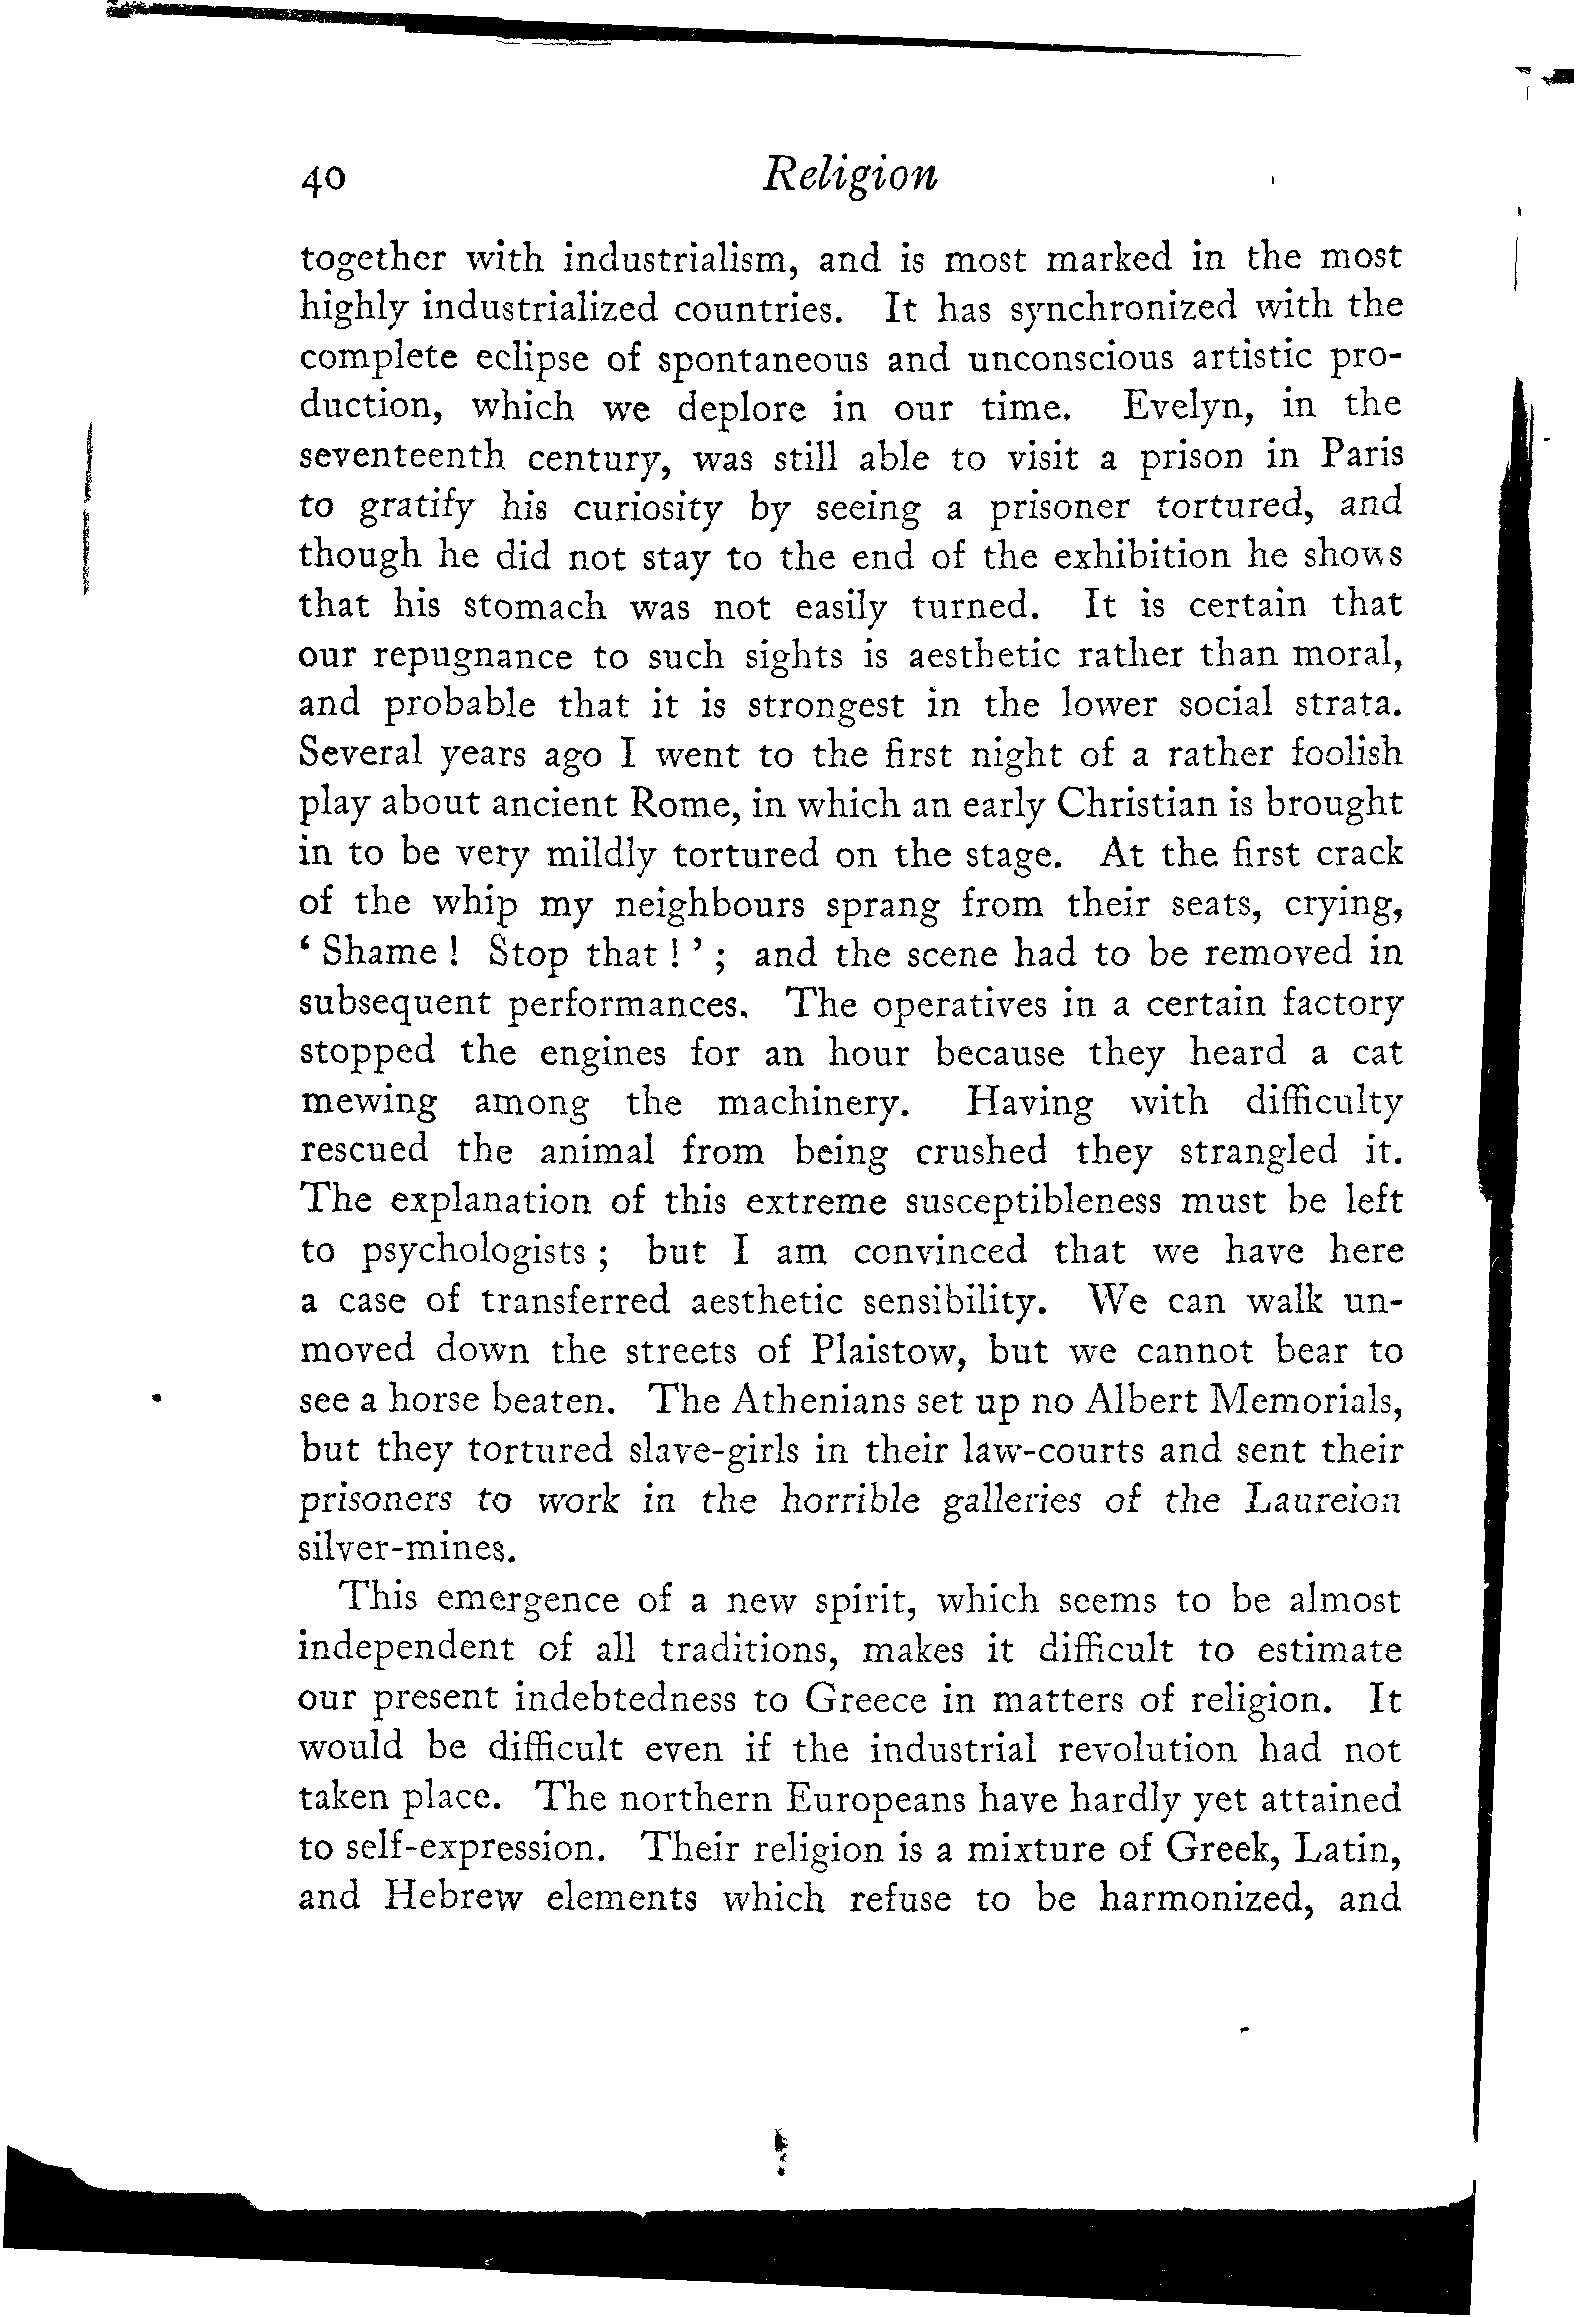 40 Religion
together with industrialism, and is most marked in the most
highly industrialized countries. It has synchronized with the
complete eclipse of spontaneous and unconscious artistic pro-
duction, which we deplore in our time. Evelyn, in the
seventeenth century, was still able to visit a prison in Paris
to gratify his curiosity by seeing a prisoner tortured, and
though he did not stay to the end of the exhibition he shows
that his stomach was not easily turned. It is certain that
our repugnance to such sights is aesthetic rather than moral,
and probable that it is strongest in the lower social strata.
Several years ago I went to the first night of a rather foolish
play about ancient Rome, in which an early Christian is brought
in to be very mildly tortured on the stage. At the first crack
of the whip my neighbours sprang from their seats, crying,
‘ Shame ! Stop that ! ’ ; and the scene had to be removed in
subsequent performances. The operatives in a certain factory
stopped the engines for an hour because they heard a cat
mewing among the machinery. Having with difficulty
rescued the animal from being crushed they strangled it.
The explanation of this extreme susceptibleness must be left
to psychologists ; but I am convinced that we have here
a case of transferred aesthetic sensibility. We can walk un-
moved down the streets of Plaistow, but we cannot bear to
see a horse beaten. The Athenians set up no Albert Memorials,
but they tortured slave-girls in their law-courts and sent their
prisoners to work in the horrible galleries of the Laureion
silver-mines.
This emergence of a new spirit, which seems to be almost
independent of all traditions, makes it difficult to estimate
our present indebtedness to Greece in matters of religion. It
would be difficult even if the industrial revolution had not
taken place. The northern Europeans have hardly yet attained
to self-expression. Their religion is a mixture of Greek, Latin,
and Hebrew elements which refuse to be harmonized, and